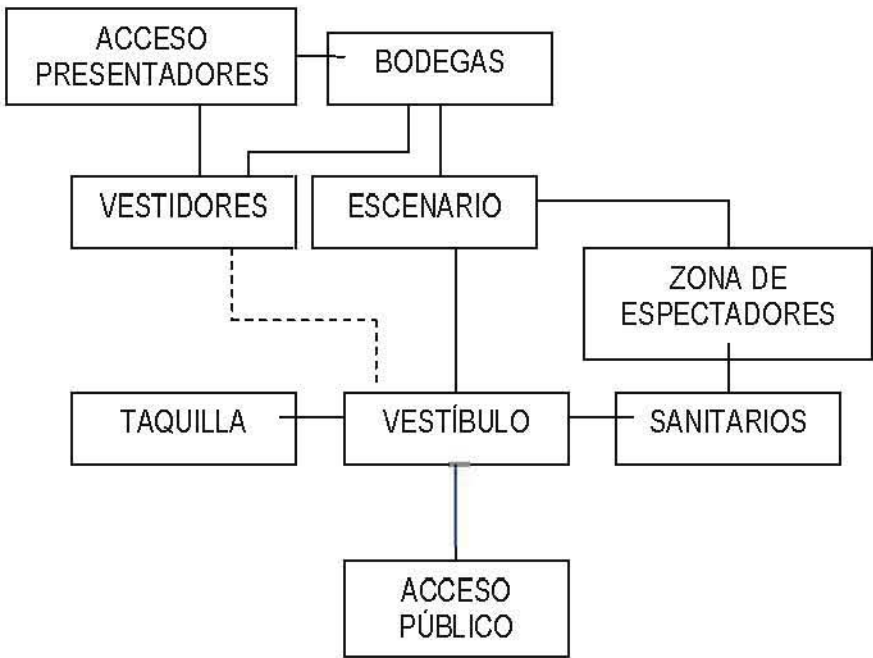 ACCESO
PRESENTADORES
BODEGAS
VESTIDORES
ESCENARIO
ZONA DE
ESPECTADORES
TAQUILLA
VESTÍBULO
SANITARIOS
ACCESO
PÚBLICO